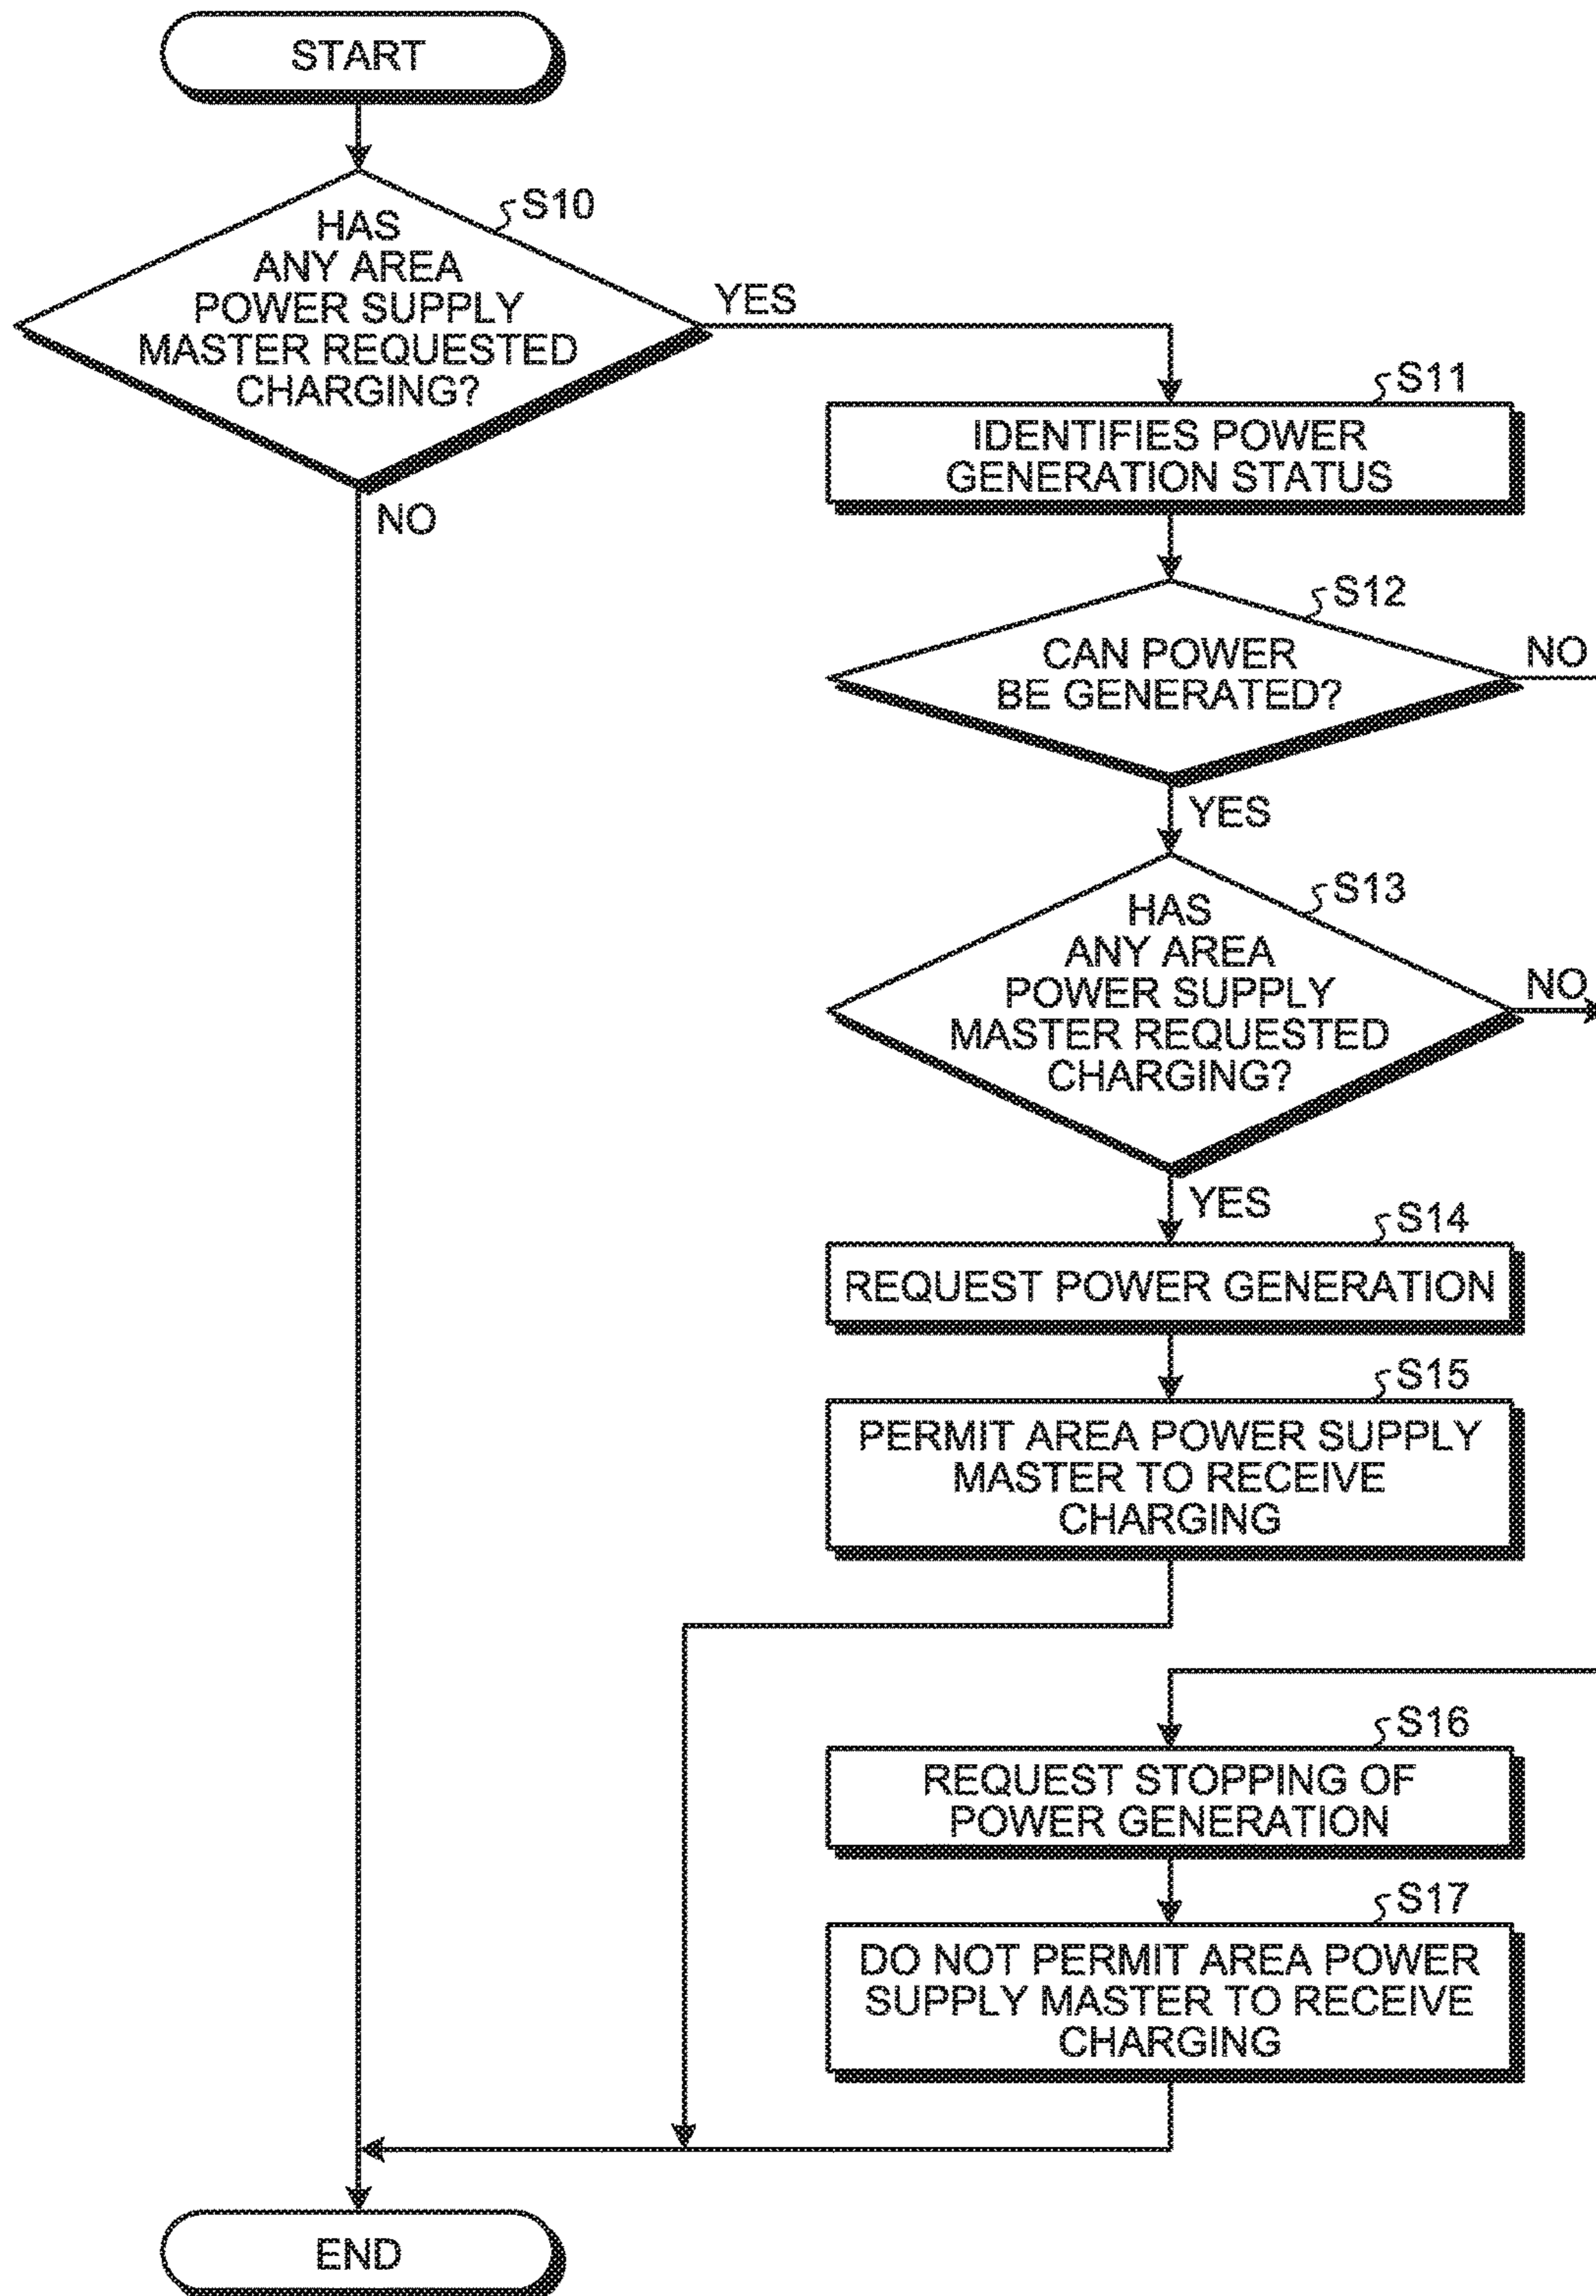 START
S10
HAS
ANY AREA
POWER SUPPLY
MASTER REQUESTED
CHARGING?
YES
NO
S11
IDENTIFIES POWER
GENERATION STATUS
S12
CAN POWER
BE GENERATED?
NO
YES
S13
HAS
ANY AREA
POWER SUPPLY
MASTER REQUESTED
CHARGING?
NO
YES
S14
REQUEST POWER GENERATION
S15
PERMIT AREA POWER SUPPLY
MASTER TO RECEIVE
CHARGING
S16
REQUEST STOPPING OF
POWER GENERATION
S17
DO NOT PERMIT AREA POWER
SUPPLY MASTER TO RECEIVE
CHARGING
END